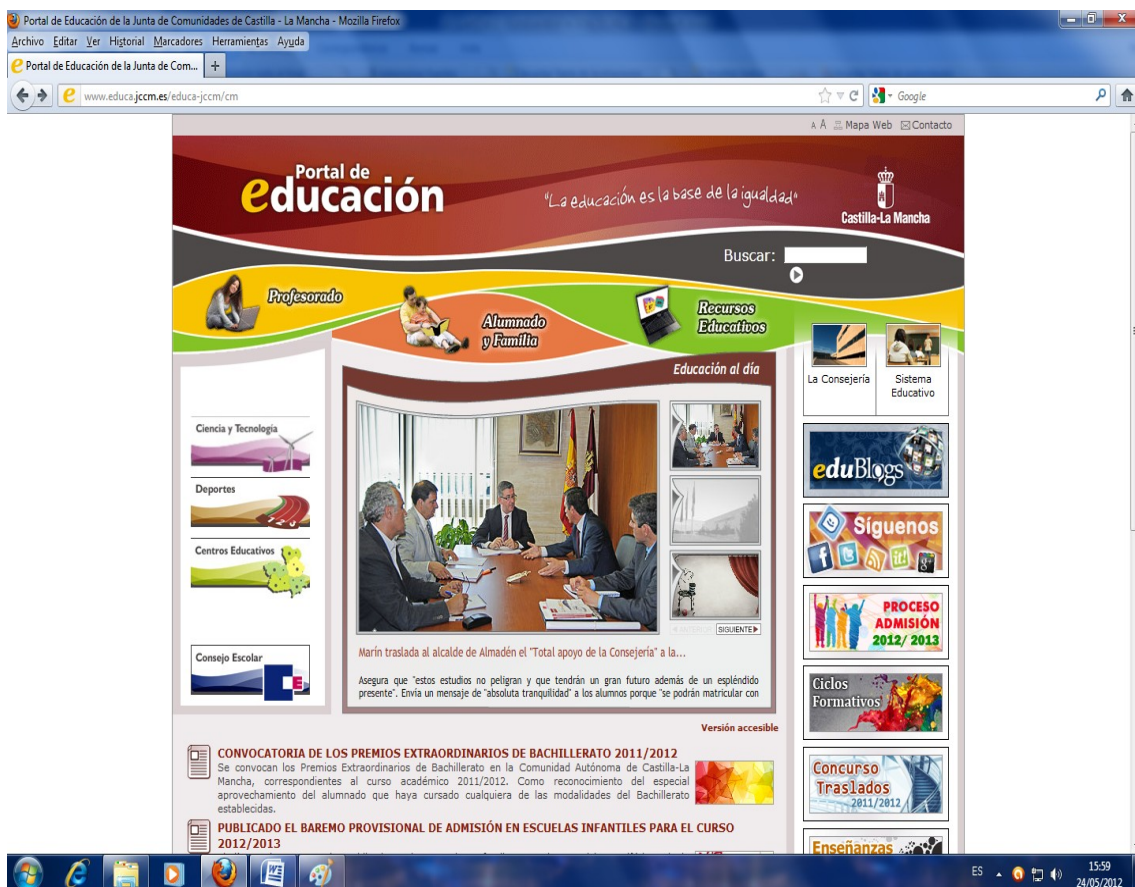 Portal de Educación de la Junta de Comunidades de Castilla - La Mancha - Mozilla Firefox
Archivo Editar Ver Historial Marcadores Herramientas Ayuda
Portal de Educación de la Junta de Com...
www.educa.jccm.es/educa-jccm/cm
Google
A A Mapa Web Contacto
Portal de
educación
"La educación es la base de la igualdad"
Castilla-La Mancha
Buscar:
Profesorado
Alumnado
y Familia
Recursos
Educativos
La Consejería
Sistema
Educativo
Educación al día
Ciencia y Tecnología
Deportes
1 2 3
Centros Educativos
Consejo Escolar
CE
SIGUIENTE
Marín traslada al alcalde de Almadén el "Total apoyo de la Consejería" a la...
Asegura que "estos estudios no peligran y que tendrán un gran futuro además de un espléndido
presente". Envía un mensaje de "absoluta tranquilidad" a los alumnos porque "se podrán matricular con
Versión accesible
eduBlogs
Síguenos
PROCESO
ADMISIÓN
2012/ 2013
Ciclos
Formativos
Concurso
Traslados
2011/2012
Enseñanzas
CONVOCATORIA DE LOS PREMIOS EXTRAORDINARIOS DE BACHILLERATO 2011/2012
Se convocan los Premios Extraordinarios de Bachillerato en la Comunidad Autónoma de Castilla-La
Mancha, correspondientes al curso académico 2011/2012. Como reconocimiento del especial
aprovechamiento del alumnado que haya cursado cualquiera de las modalidades del Bachillerato
establecidas.
PUBLICADO EL BAREMO PROVISIONAL DE ADMISIÓN EN ESCUELAS INFANTILES PARA EL CURSO
2012/2013
ES
15:59
24/05/2012